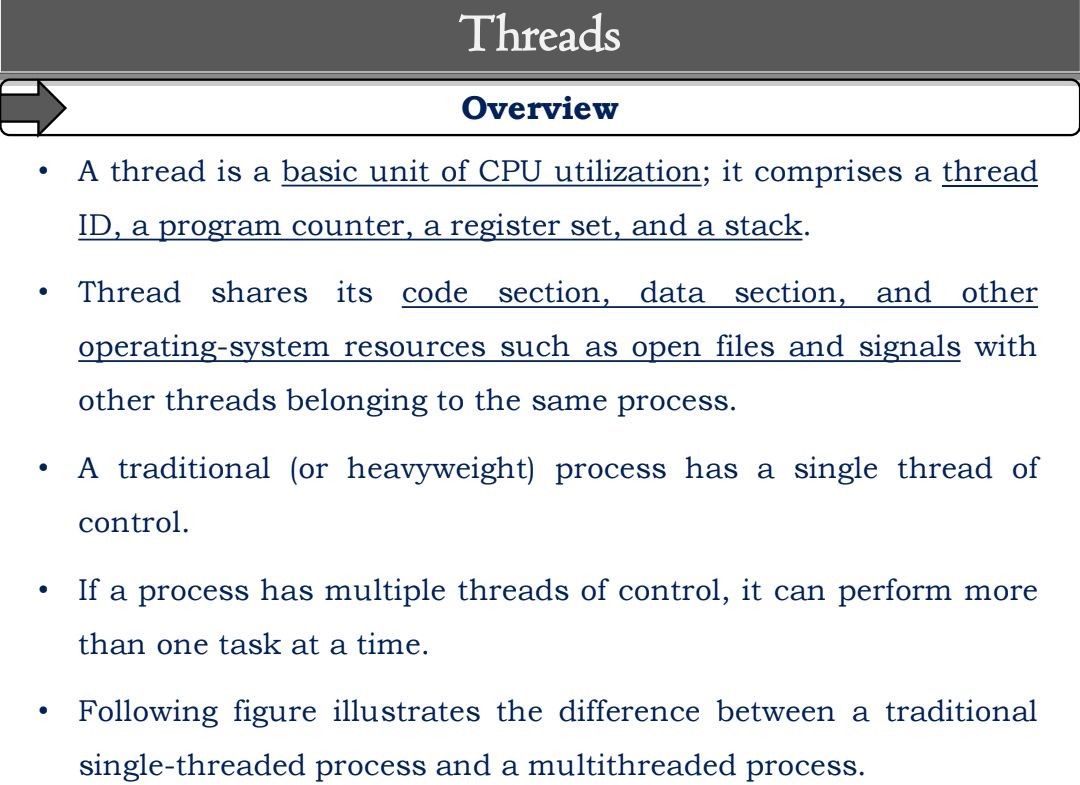 Threads
Overview
• A thread is a basic unit of CPU utilization; it comprises a thread
ID, a program counter, a register set, and a stack.
• Thread shares its code section, data section, and other
operating-system resources such as open files and signals with
other threads belonging to the same process.
• A traditional (or heavyweight) process has a single thread of
control.
• If a process has multiple threads of control, it can perform more
than one task at a time.
• Following figure illustrates the difference between a traditional
single-threaded process and a multithreaded process.